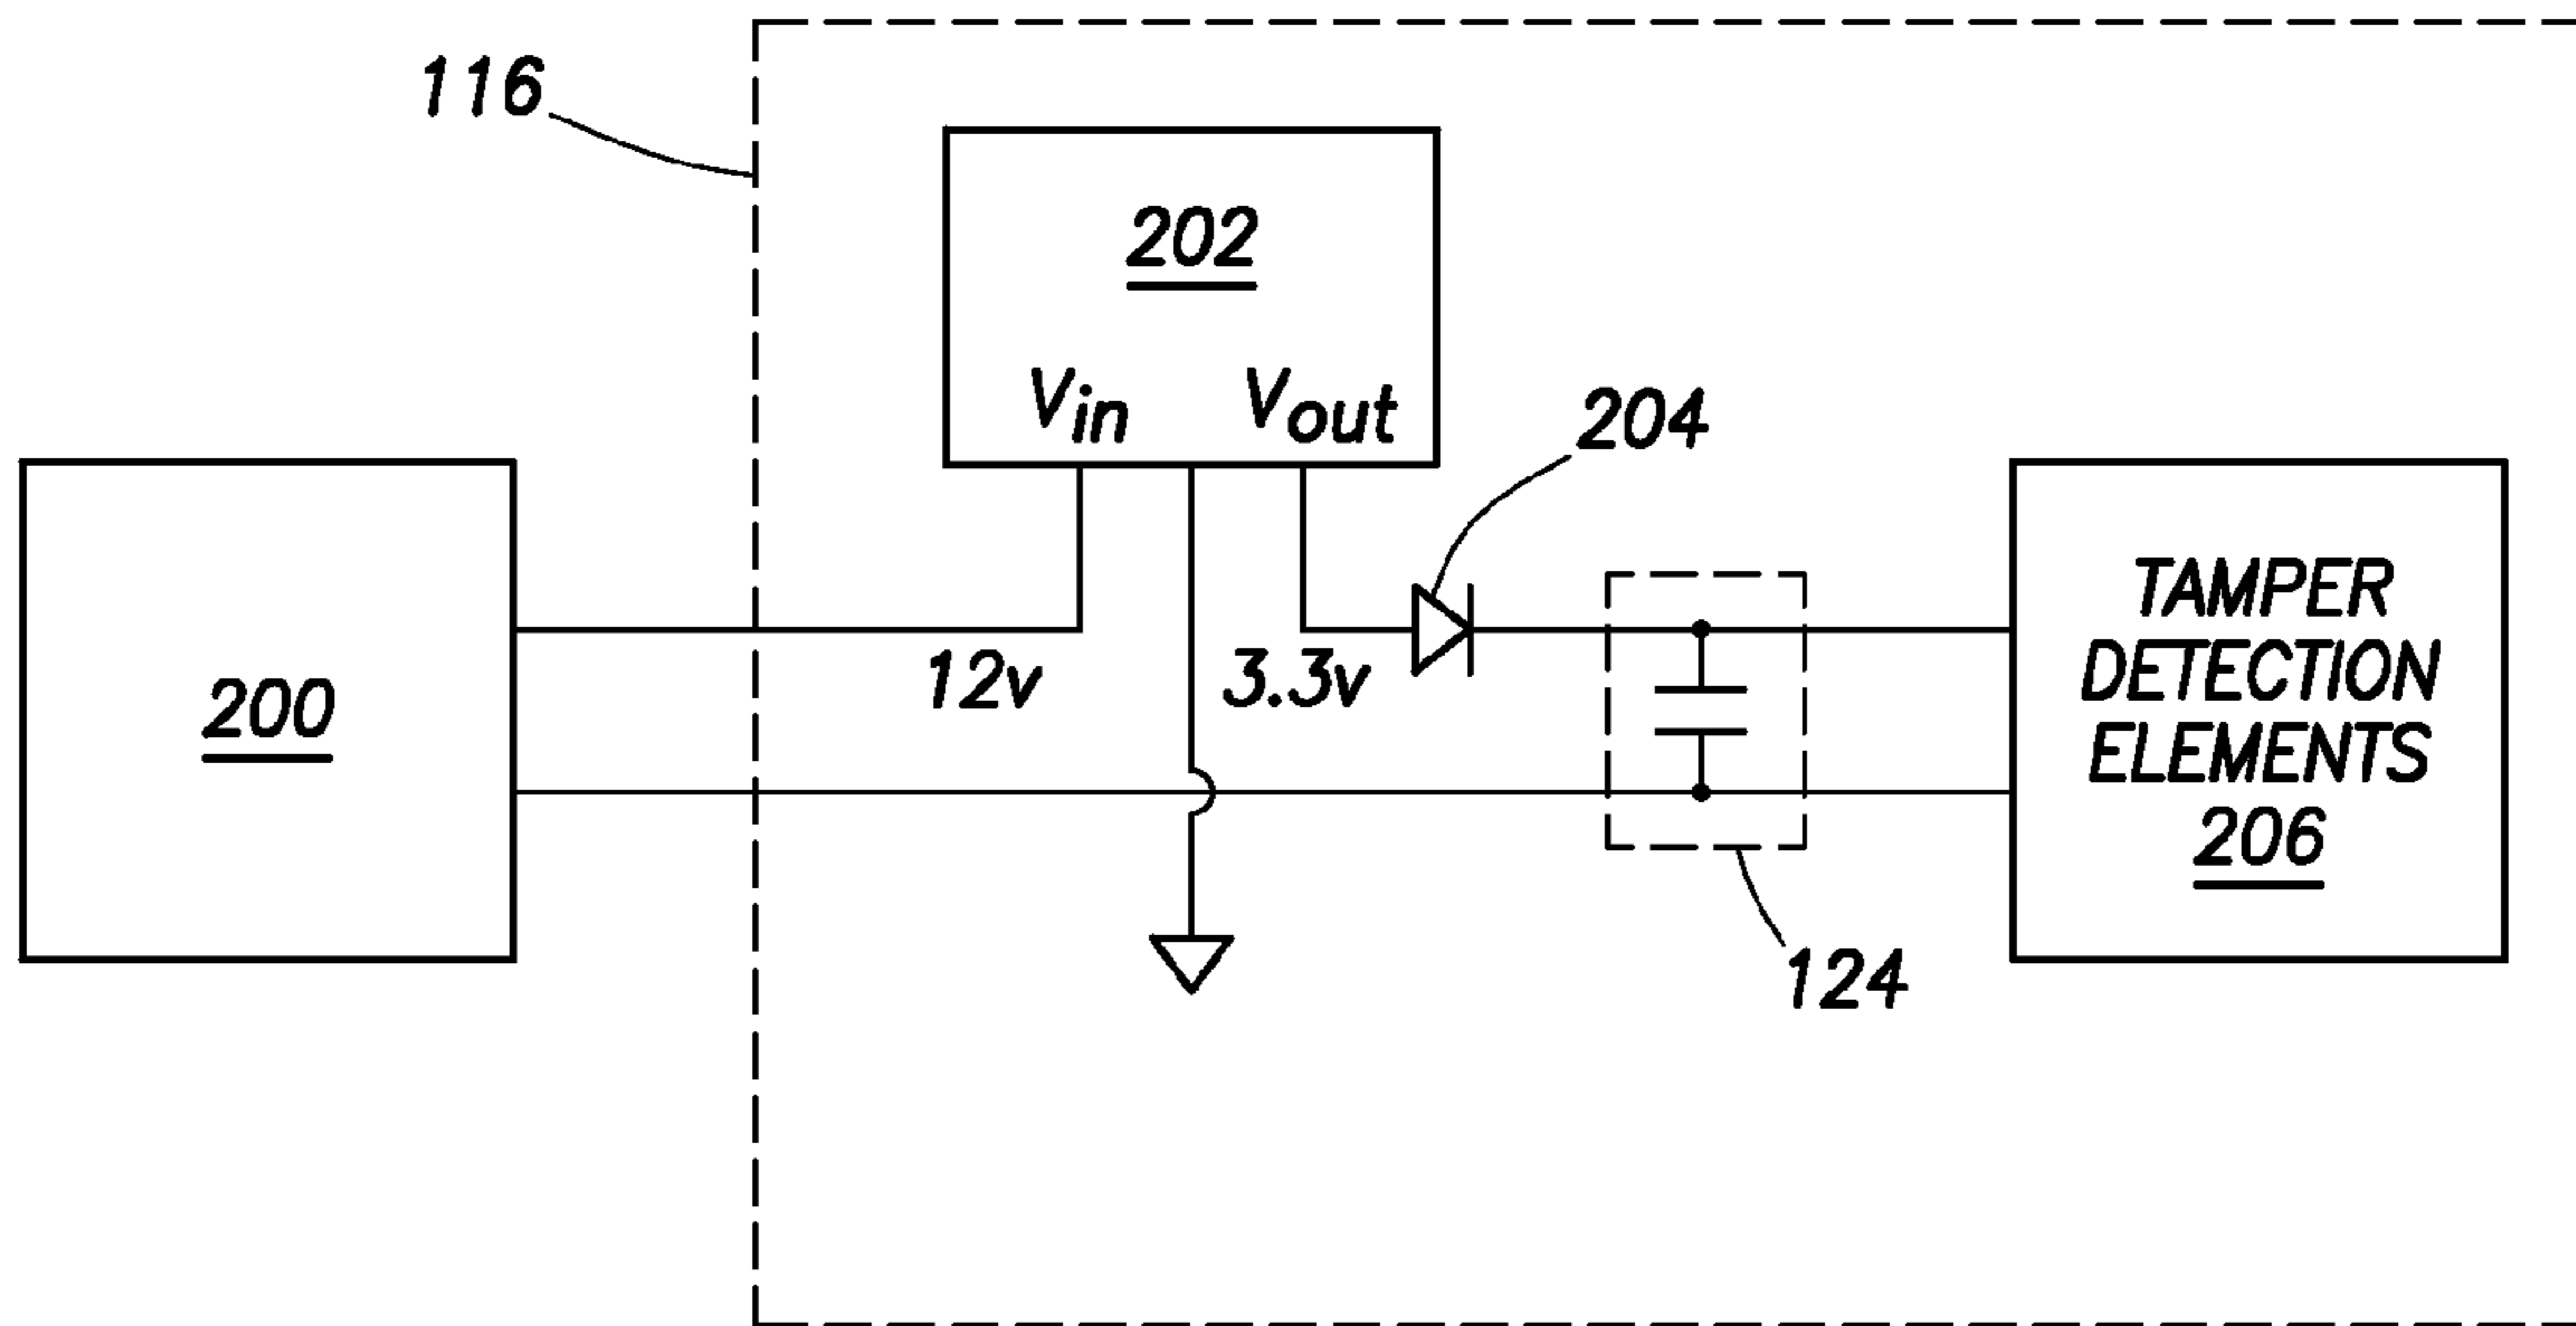 116
202
Vin Vout
204
200
12v 3.3v
TAMPER
DETECTION
ELEMENTS
206
124